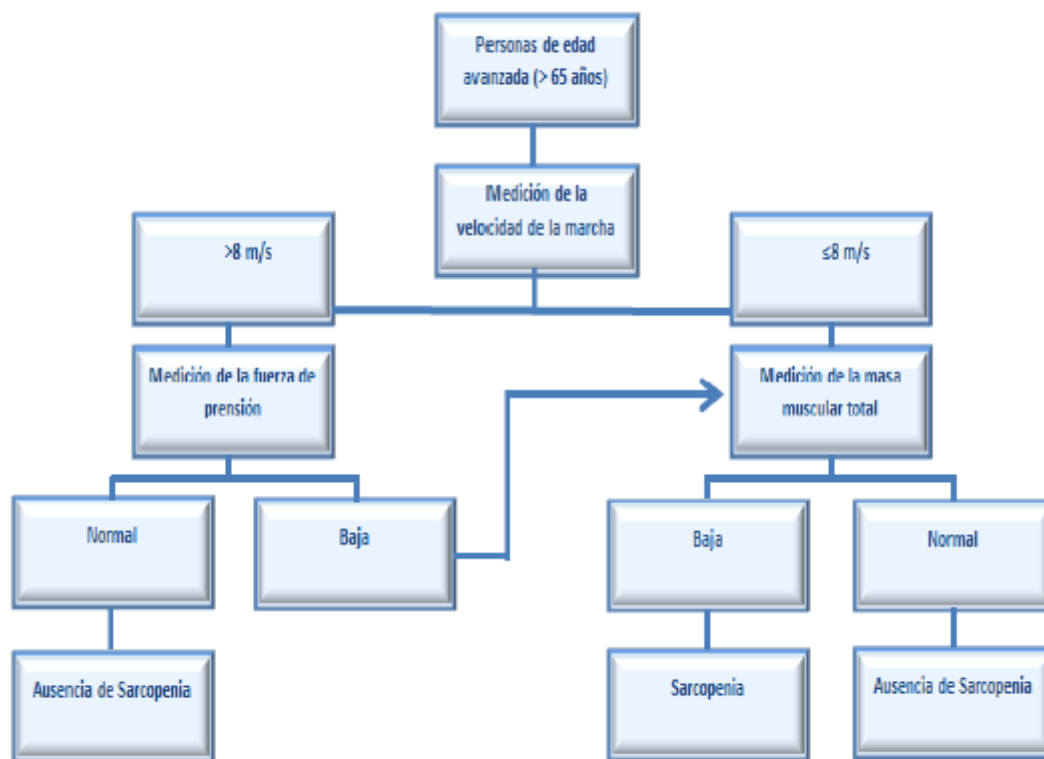 Personas de edad
avanzada (> 65 años)
Medición de la
velocidad de la marcha
>8 m/s
≤8 m/s
Medición de la fuerza de
prensión
Medición de la masa
muscular total
Normal
Baja
Baja
Normal
Ausencia de Sarcopenia
Sarcopenia
Ausencia de Sarcopenia